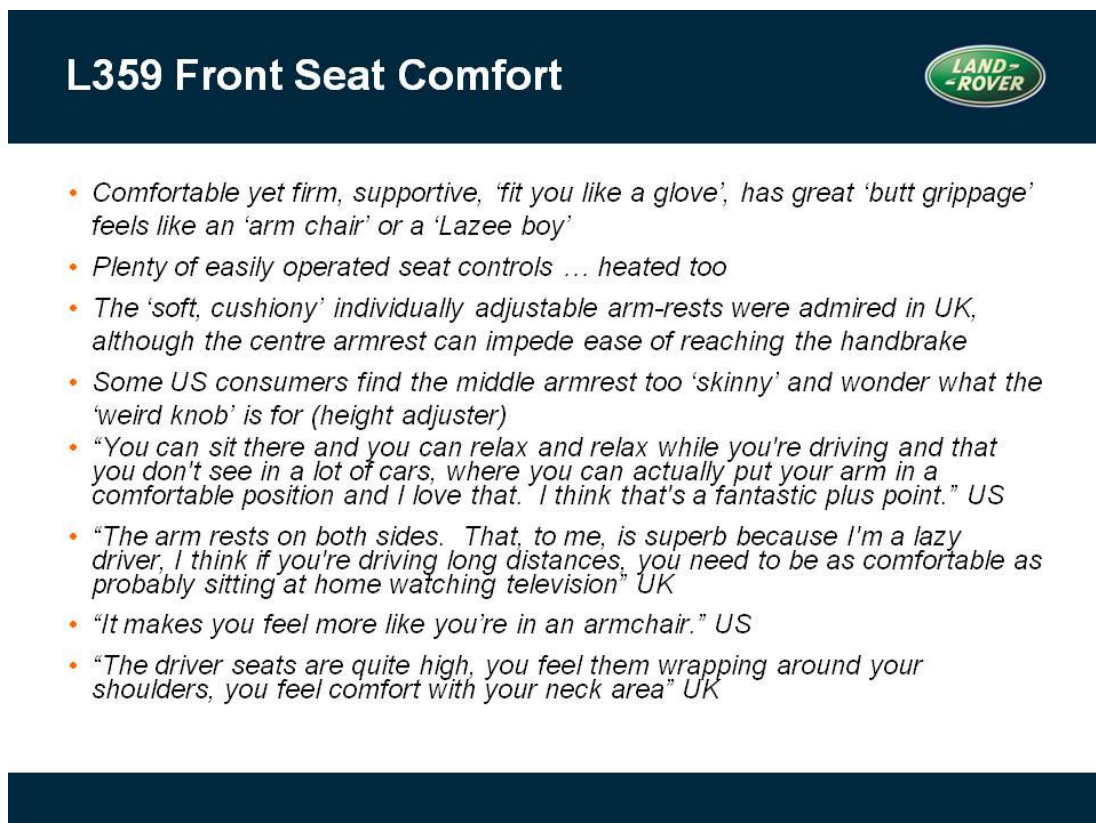 L359 Front Seat Comfort
LAND-
-ROVER
• Comfortable yet firm, supportive, ‘fit you like a glove’, has great ‘butt grippage’
feels like an ‘arm chair’ or a ‘Lazee boy’
• Plenty of easily operated seat controls … heated too
• The ‘soft, cushiony’ individually adjustable arm-rests were admired in UK,
although the centre armrest can impede ease of reaching the handbrake
• Some US consumers find the middle armrest too ‘skinny’ and wonder what the
‘weird knob’ is for (height adjuster)
• “You can sit there and you can relax and relax while you're driving and that
you don't see in a lot of cars, where you can actually put your arm in a
comfortable position and I love that.  I think that's a fantastic plus point.” US
• “The arm rests on both sides.  That, to me, is superb because I'm a lazy
driver, I think if you're driving long distances, you need to be as comfortable as
probably sitting at home watching television” UK
• “It makes you feel more like you’re in an armchair.” US
• “The driver seats are quite high, you feel them wrapping around your
shoulders, you feel comfort with your neck area” UK